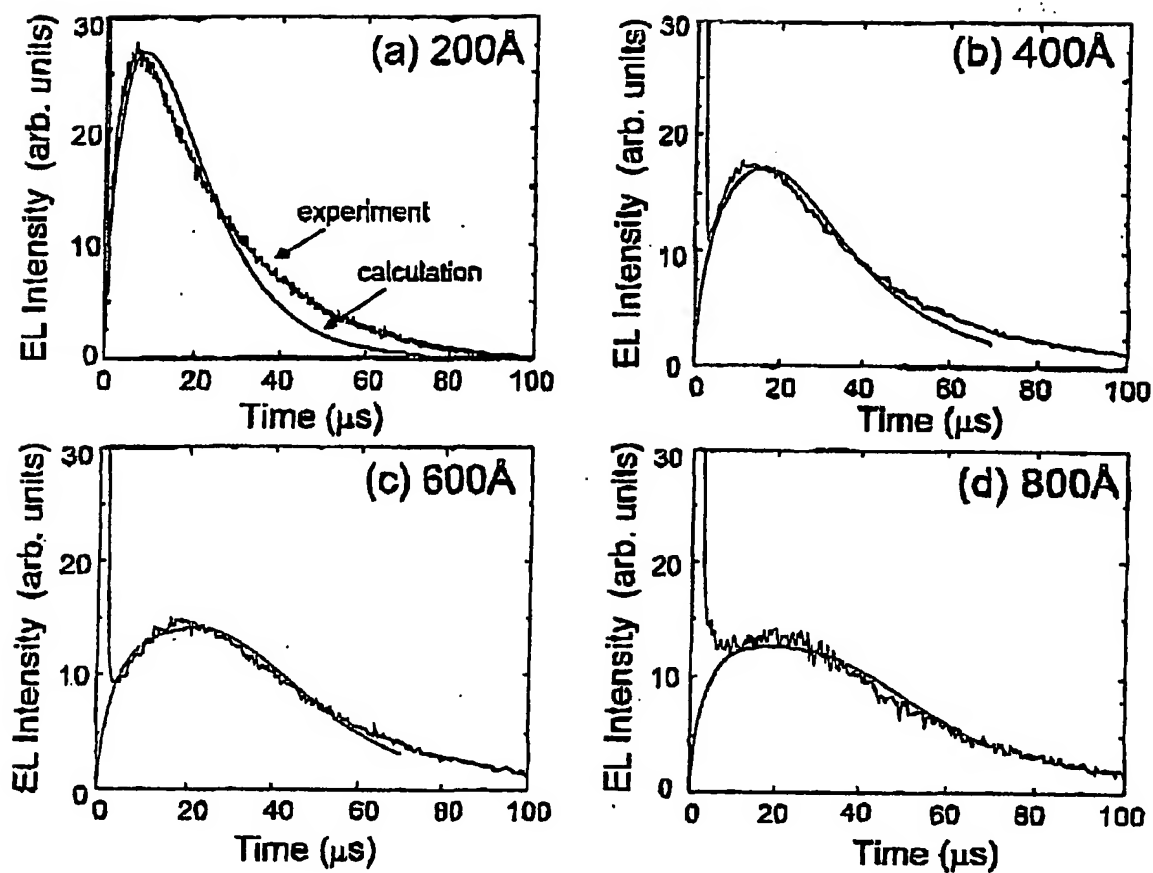 (a) 200Å
EL Intensity (arb. units)
30
20
10
0
experiment
calculation
0 20 40 60 80 100
Time (μs)
(b) 400Å
EL Intensity (arb. units)
30
20
10
0
0 20 40 60 80 100
Time (μs)
(c) 600Å
EL Intensity (arb. units)
30
20
10
0
0 20 40 60 80 100
Time (μs)
(d) 800Å
EL Intensity (arb. units)
30
20
10
0
0 20 40 60 80 100
Time (μs)